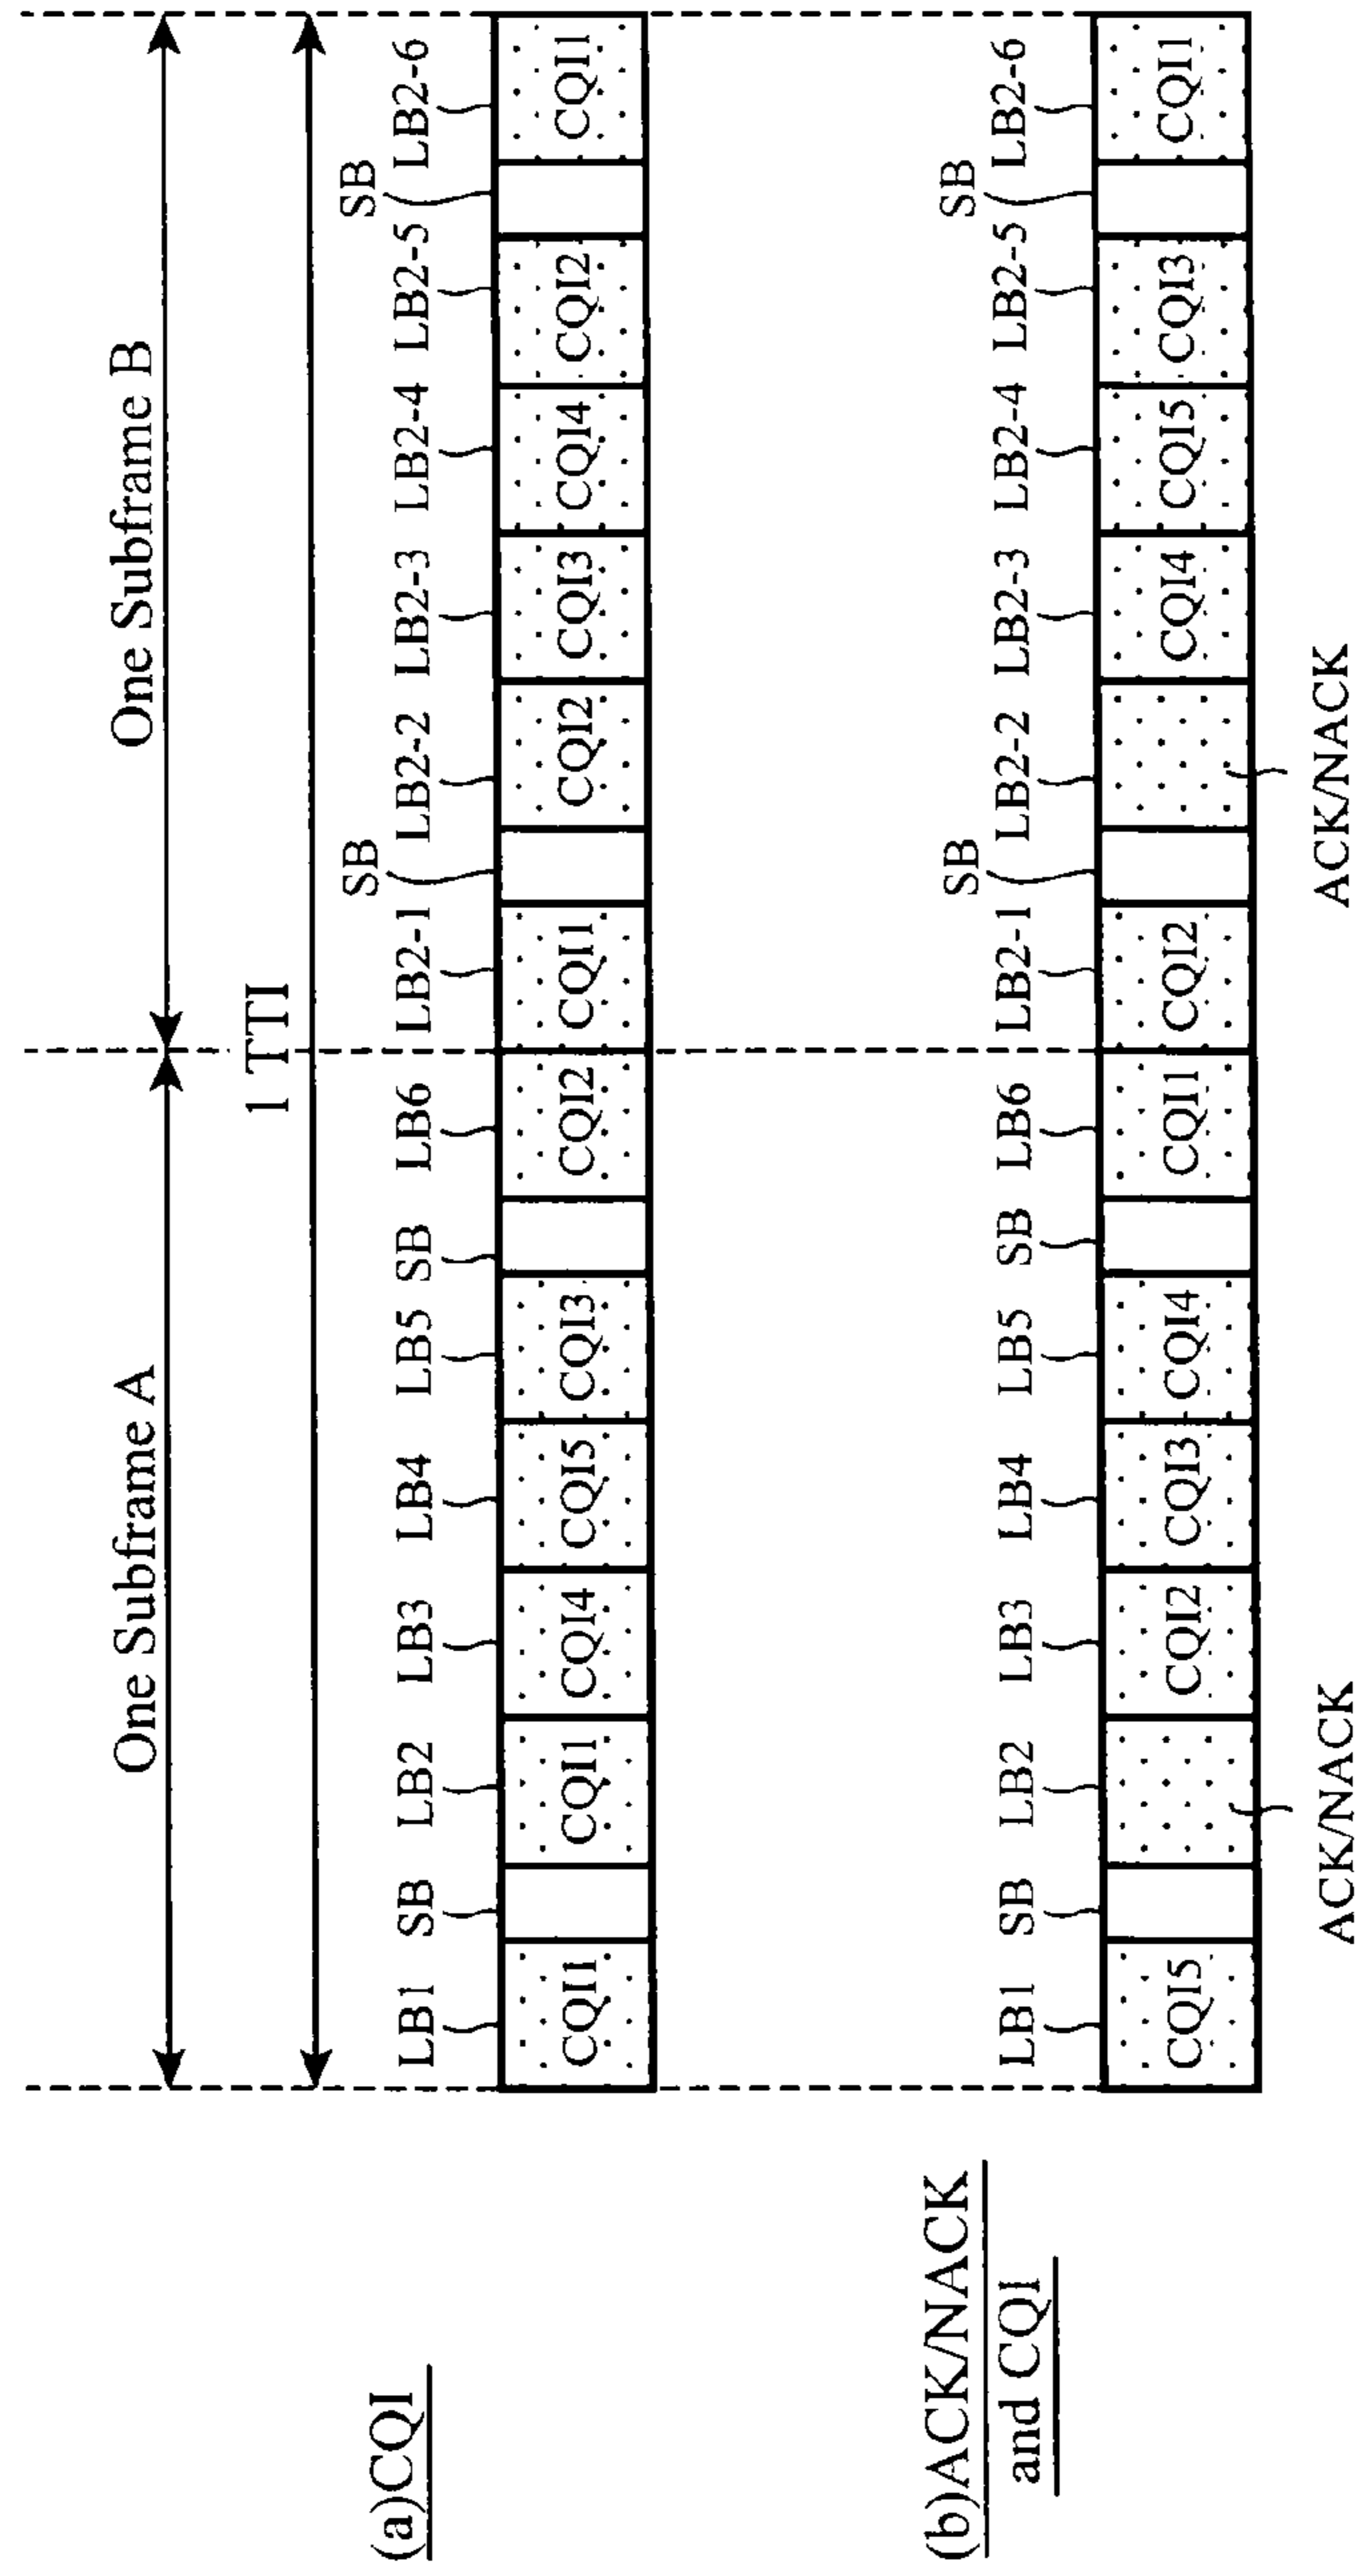 One Subframe A
One Subframe B
1 TTI
(a)CQI
LB1
SB
LB2
LB3
LB4
LB5
SB
LB6
LB2-1
SB
LB2-2
LB2-3
LB2-4
LB2-5
SB
LB2-6
CQI1
CQI1
CQI4
CQI5
CQI3
CQI2
CQI1
CQI2
CQI3
CQI4
CQI2
CQI1
(b)ACK/NACK
and CQI
LB1
SB
LB2
LB3
LB4
LB5
SB
LB6
LB2-1
SB
LB2-2
LB2-3
LB2-4
LB2-5
SB
LB2-6
CQI5
CQI2
CQI3
CQI4
CQI1
CQI2
CQI4
CQI5
CQI3
CQI1
ACK/NACK
ACK/NACK